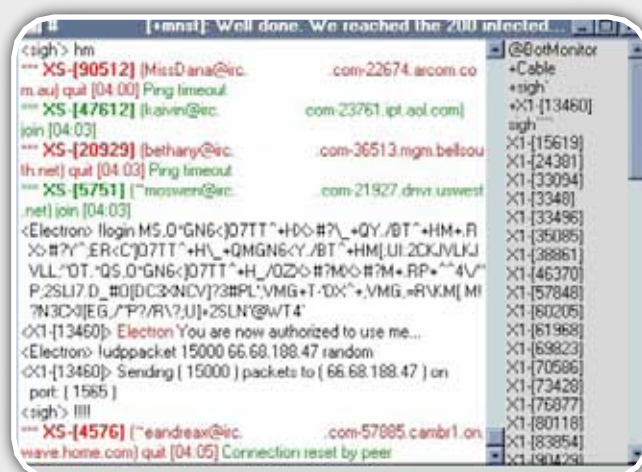 [+mnst]: Well done. We reached the 200 infected...
<sigh`> hm
*** XS-[90512] (MissDana@irc. .com-22674.arcom.co
m.au) quit [04:00] Ping timeout
*** XS-[47612] (kaivin@irc. com-23761.ipt.aol.com)
join [04:03]
*** XS-[20929] (bethany@irc. .com-36513.mgm.bellsou
th.net) quit [04:03] Ping timeout
*** XS-[5751] (~moswen@irc. .com-21927.dnvr.uswest
.net) join [04:03]
<Electron> !login
<X1-[13460]> Electron You are now authorized to use me...
<Electron> !udppacket 15000 66.68.188.47 random
<X1-[13460]> Sending ( 15000 ) packets to ( 66.68.188.47 ) on
port: ( 1565 )
<sigh`> !!!!
*** XS-[4576] (~eandreax@irc. .com-57885.cambr1.on.
wave.home.com) quit [04:05] Connection reset by peer
@BotMonitor
+Cable
+sigh`
+X1-[13460]
sigh````
X1-[15619]
X1-[24381]
X1-[33094]
X1-[3348]
X1-[33496]
X1-[35085]
X1-[38861]
X1-[46370]
X1-[57848]
X1-[60205]
X1-[61968]
X1-[69823]
X1-[70586]
X1-[73428]
X1-[76877]
X1-[80118]
X1-[83854]
X1-[90429]